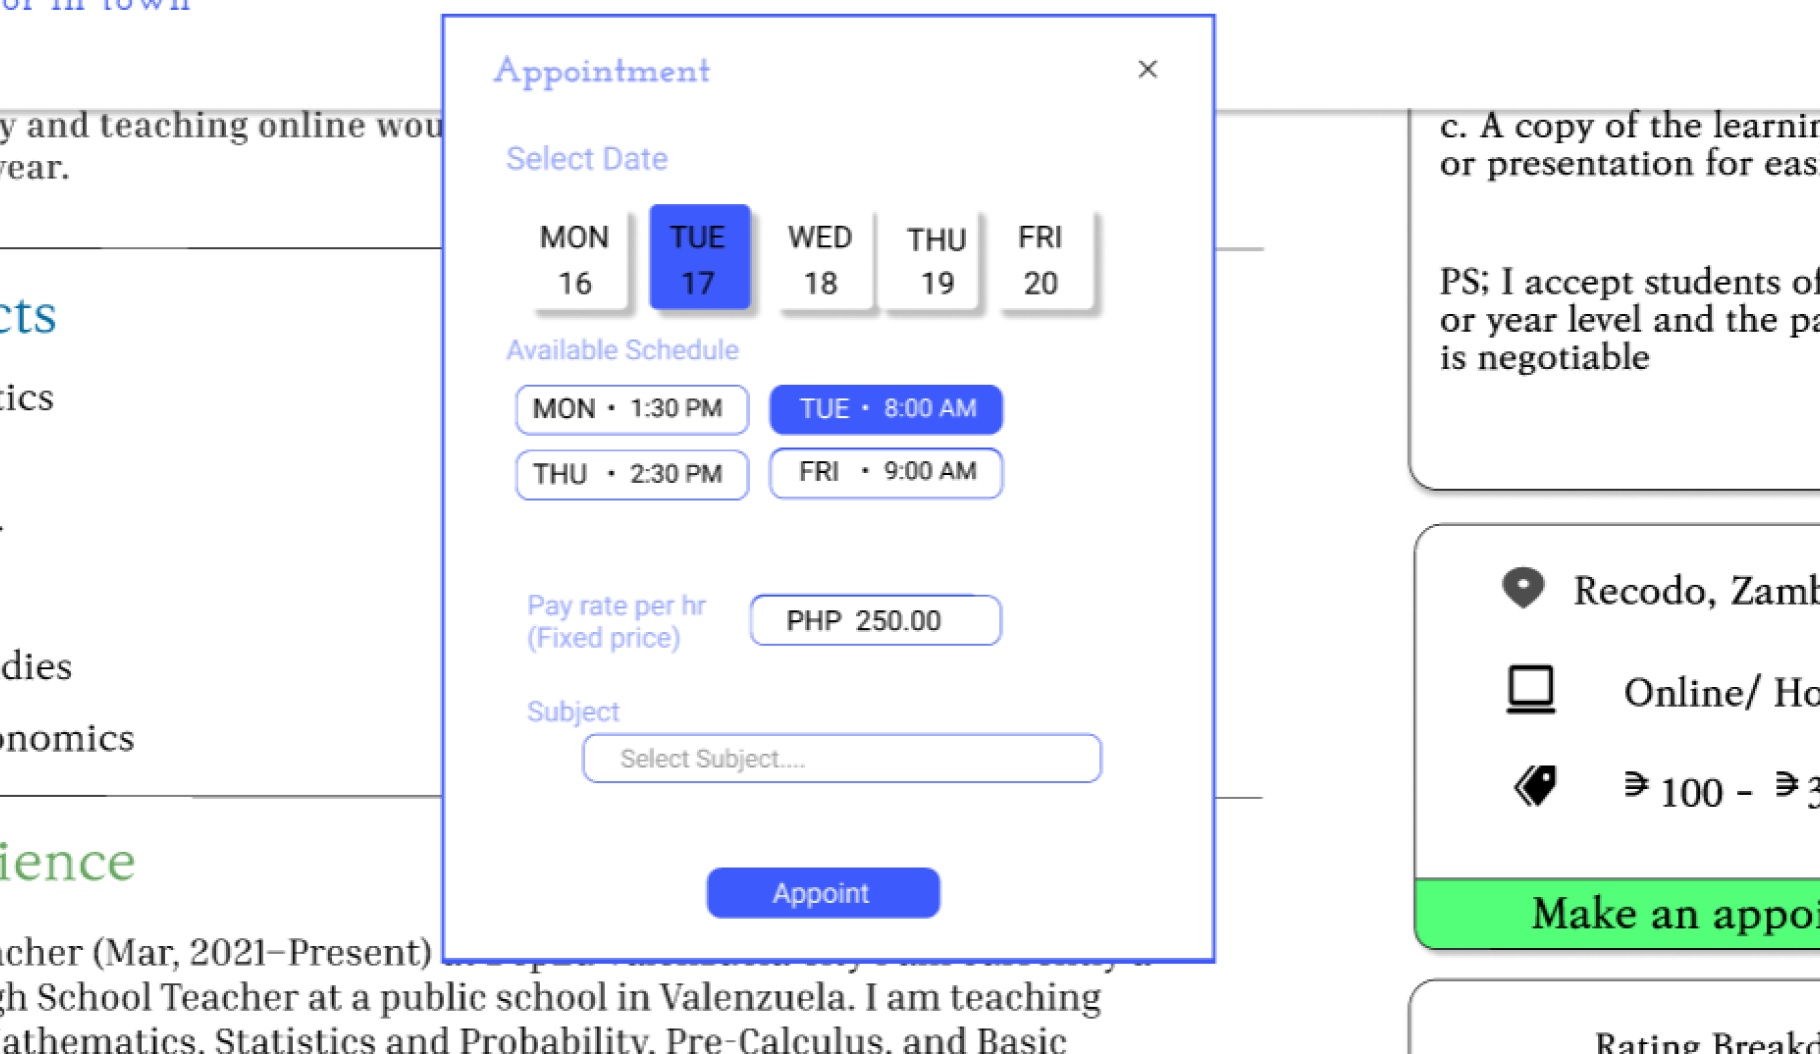 or in town
Appointment
y and teaching online wou
year.
Select Date
MON TUE WED THU FRI
16 17 18 19 20
Available Schedule
MON • 1:30 PM TUE • 8:00 AM
THU • 2:30 PM FRI • 9:00 AM
Pay rate per hr
(Fixed price)
PHP 250.00
Subject
Select Subject....
Appoint
cts
tics
dies
onomics
ience
acher (Mar, 2021–Present)
gh School Teacher at a public school in Valenzuela. I am teaching
athematics, Statistics and Probability, Pre-Calculus, and Basic
c. A copy of the learnin
or presentation for eas
PS; I accept students of
or year level and the pa
is negotiable
Recodo, Zamb
Online/ Ho
100 - 3
Make an appoi
Rating Breakd